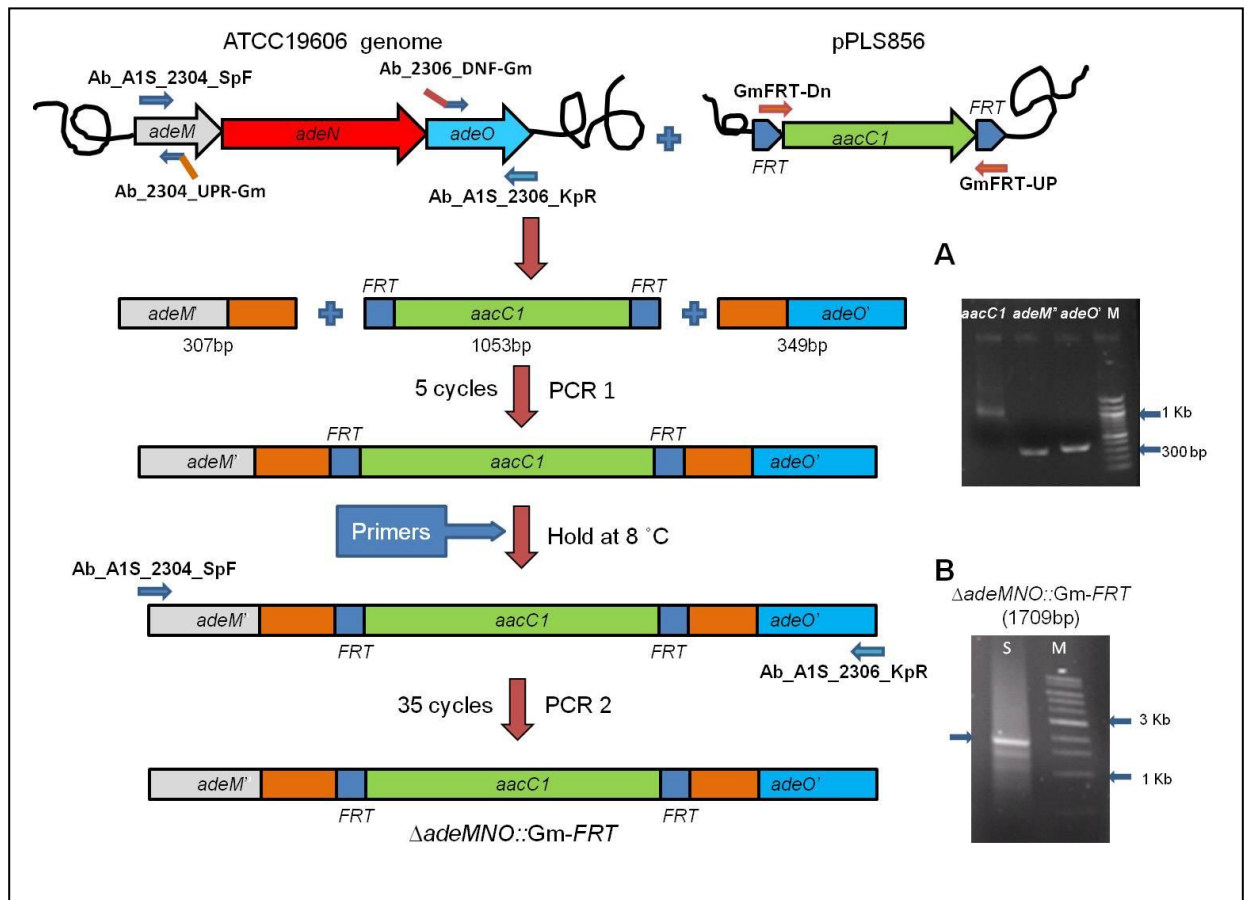 ATCC19606 genome
pPLS856
Ab_A1S_2304_SpF
Ab_2306_DNF-Gm
GmFRT-Dn
FRT
adeM
adeN
adeO
aacC1
FRT
Ab_2304_UPR-Gm
Ab_A1S_2306_KpR
GmFRT-UP
FRT
FRT
adeM'
aacC1
adeO'
307bp
1053bp
349bp
5 cycles
PCR 1
FRT
FRT
adeM'
aacC1
adeO'
Primers
Hold at 8 °C
Ab_A1S_2304_SpF
adeM'
aacC1
adeO'
FRT
FRT
Ab_A1S_2306_KpR
35 cycles
PCR 2
adeM'
aacC1
adeO'
FRT
FRT
ΔadeMNO::Gm-FRT
A
aacC1 adeM" adeO' M
1 Kb
300 bp
B
ΔadeMNO::Gm-FRT
(1709bp)
S M
3 Kb
1 Kb